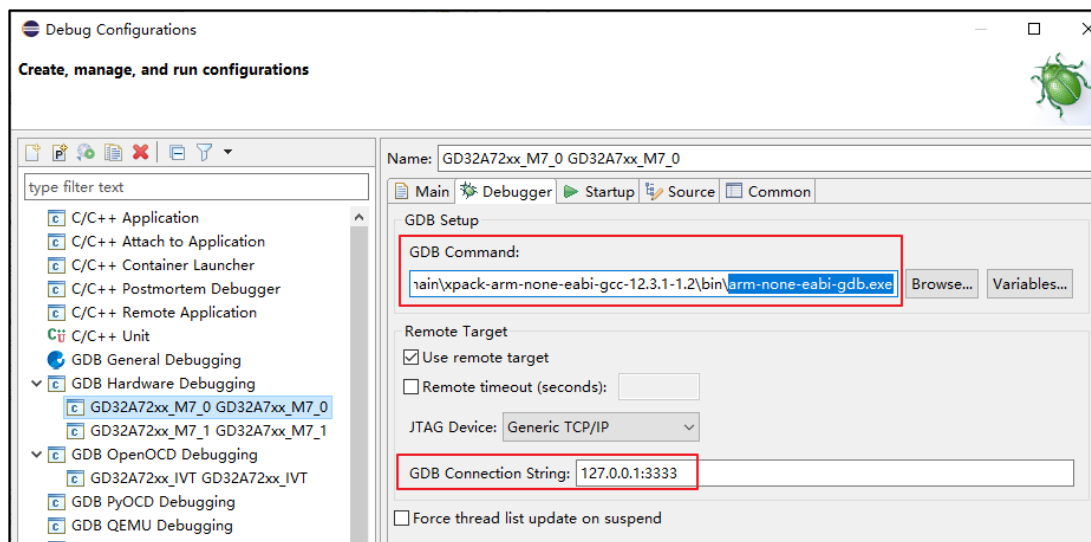 Debug Configurations
Create, manage, and run configurations
type filter text
C/C++ Application
C/C++ Attach to Application
C/C++ Container Launcher
C/C++ Postmortem Debugger
C/C++ Remote Application
C/C++ Unit
GDB General Debugging
GDB Hardware Debugging
GD32A72xx_M7_0 GD32A7xx_M7_0
GD32A72xx_M7_1 GD32A7xx_M7_1
GDB OpenOCD Debugging
GD32A72xx_IVT GD32A72xx_IVT
GDB PyOCD Debugging
GDB QEMU Debugging
Name: GD32A72xx_M7_0 GD32A7xx_M7_0
Main Debugger Startup Source Common
GDB Setup
GDB Command:
ain\xpack-arm-none-eabi-gcc-12.3.1-1.2\bin\arm-none-eabi-gdb.exe Browse... Variables...
Remote Target
Use remote target
Remote timeout (seconds):
JTAG Device: Generic TCP/IP
GDB Connection String: 127.0.0.1:3333
Force thread list update on suspend